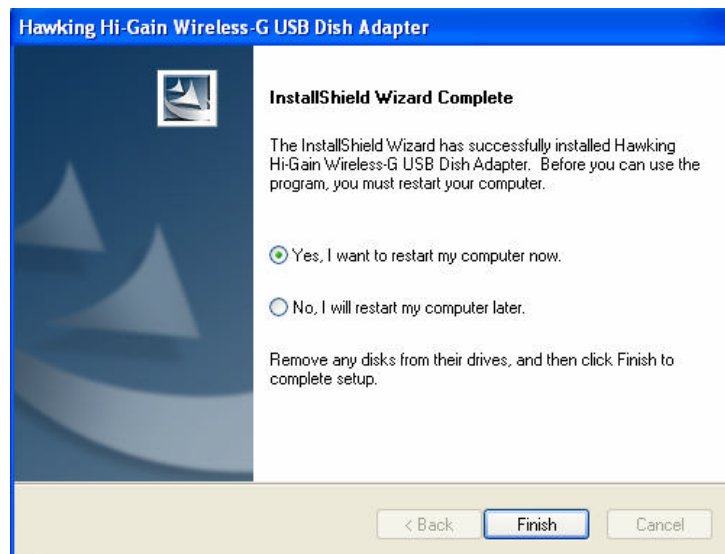 Hawking Hi-Gain Wireless-G USB Dish Adapter
InstallShield Wizard Complete
The InstallShield Wizard has successfully installed Hawking
Hi-Gain Wireless-G USB Dish Adapter.  Before you can use the
program, you must restart your computer.
Yes, I want to restart my computer now.
No, I will restart my computer later.
Remove any disks from their drives, and then click Finish to
complete setup.
< Back Finish Cancel